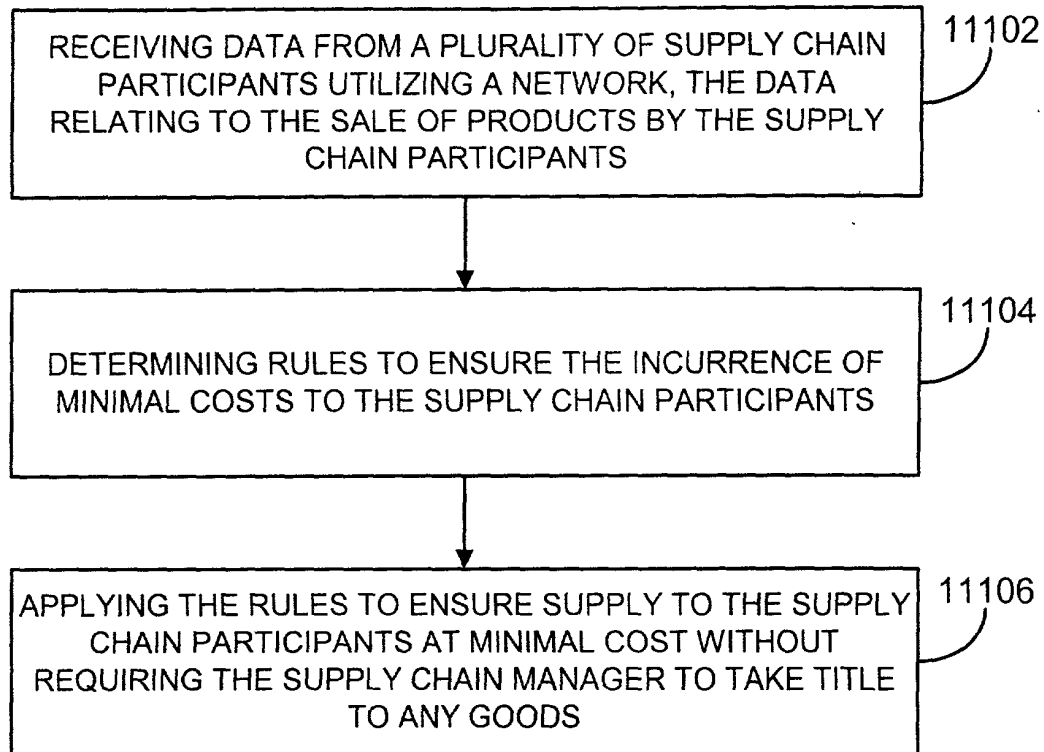 RECEIVING DATA FROM A PLURALITY OF SUPPLY CHAIN
PARTICIPANTS UTILIZING A NETWORK, THE DATA
RELATING TO THE SALE OF PRODUCTS BY THE SUPPLY
CHAIN PARTICIPANTS
11102
DETERMINING RULES TO ENSURE THE INCURRENCE OF
MINIMAL COSTS TO THE SUPPLY CHAIN PARTICIPANTS
11104
APPLYING THE RULES TO ENSURE SUPPLY TO THE SUPPLY
CHAIN PARTICIPANTS AT MINIMAL COST WITHOUT
REQUIRING THE SUPPLY CHAIN MANAGER TO TAKE TITLE
TO ANY GOODS
11106